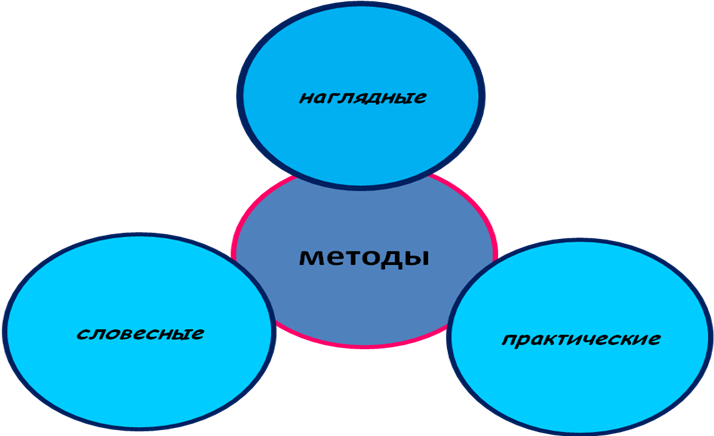 наглядные
методы
словесные
практические